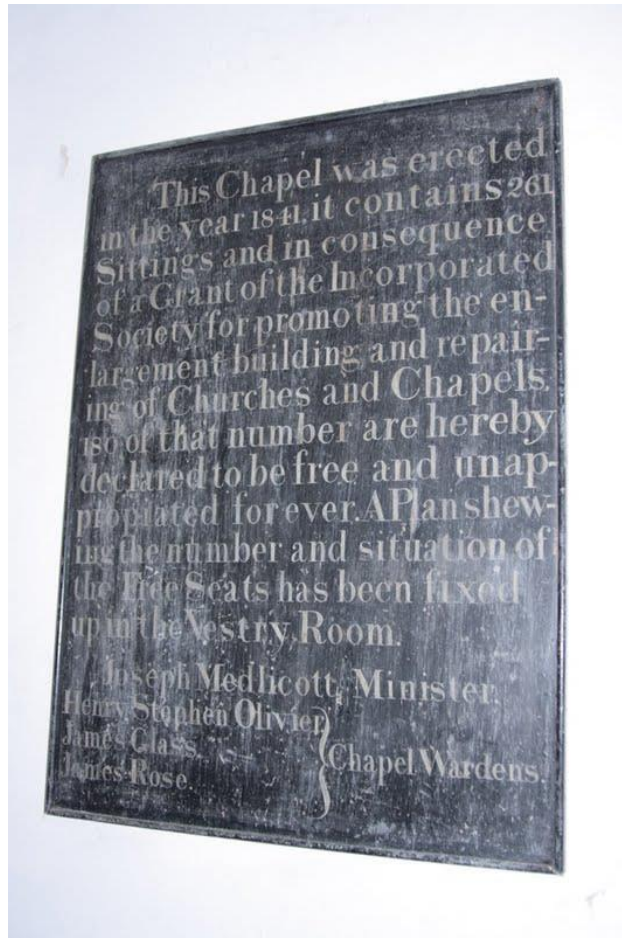 This Chapel was erected
in the year 1841. it contains 261
Sittings and in consequence
of a Grant of the Incorporated
Society for promoting the en-
largement building and repair-
ing of Churches and Chapels.
180 of that number are hereby
declared to be free and unap-
propiated for ever. A Plan shew-
ing the number and situation of
the Free Seats has been fixed
up in the Vestry Room.
Joseph Medlicott, Minister.
Henry Stephen Olivier
James Glass
James Rose.
Chapel Wardens.